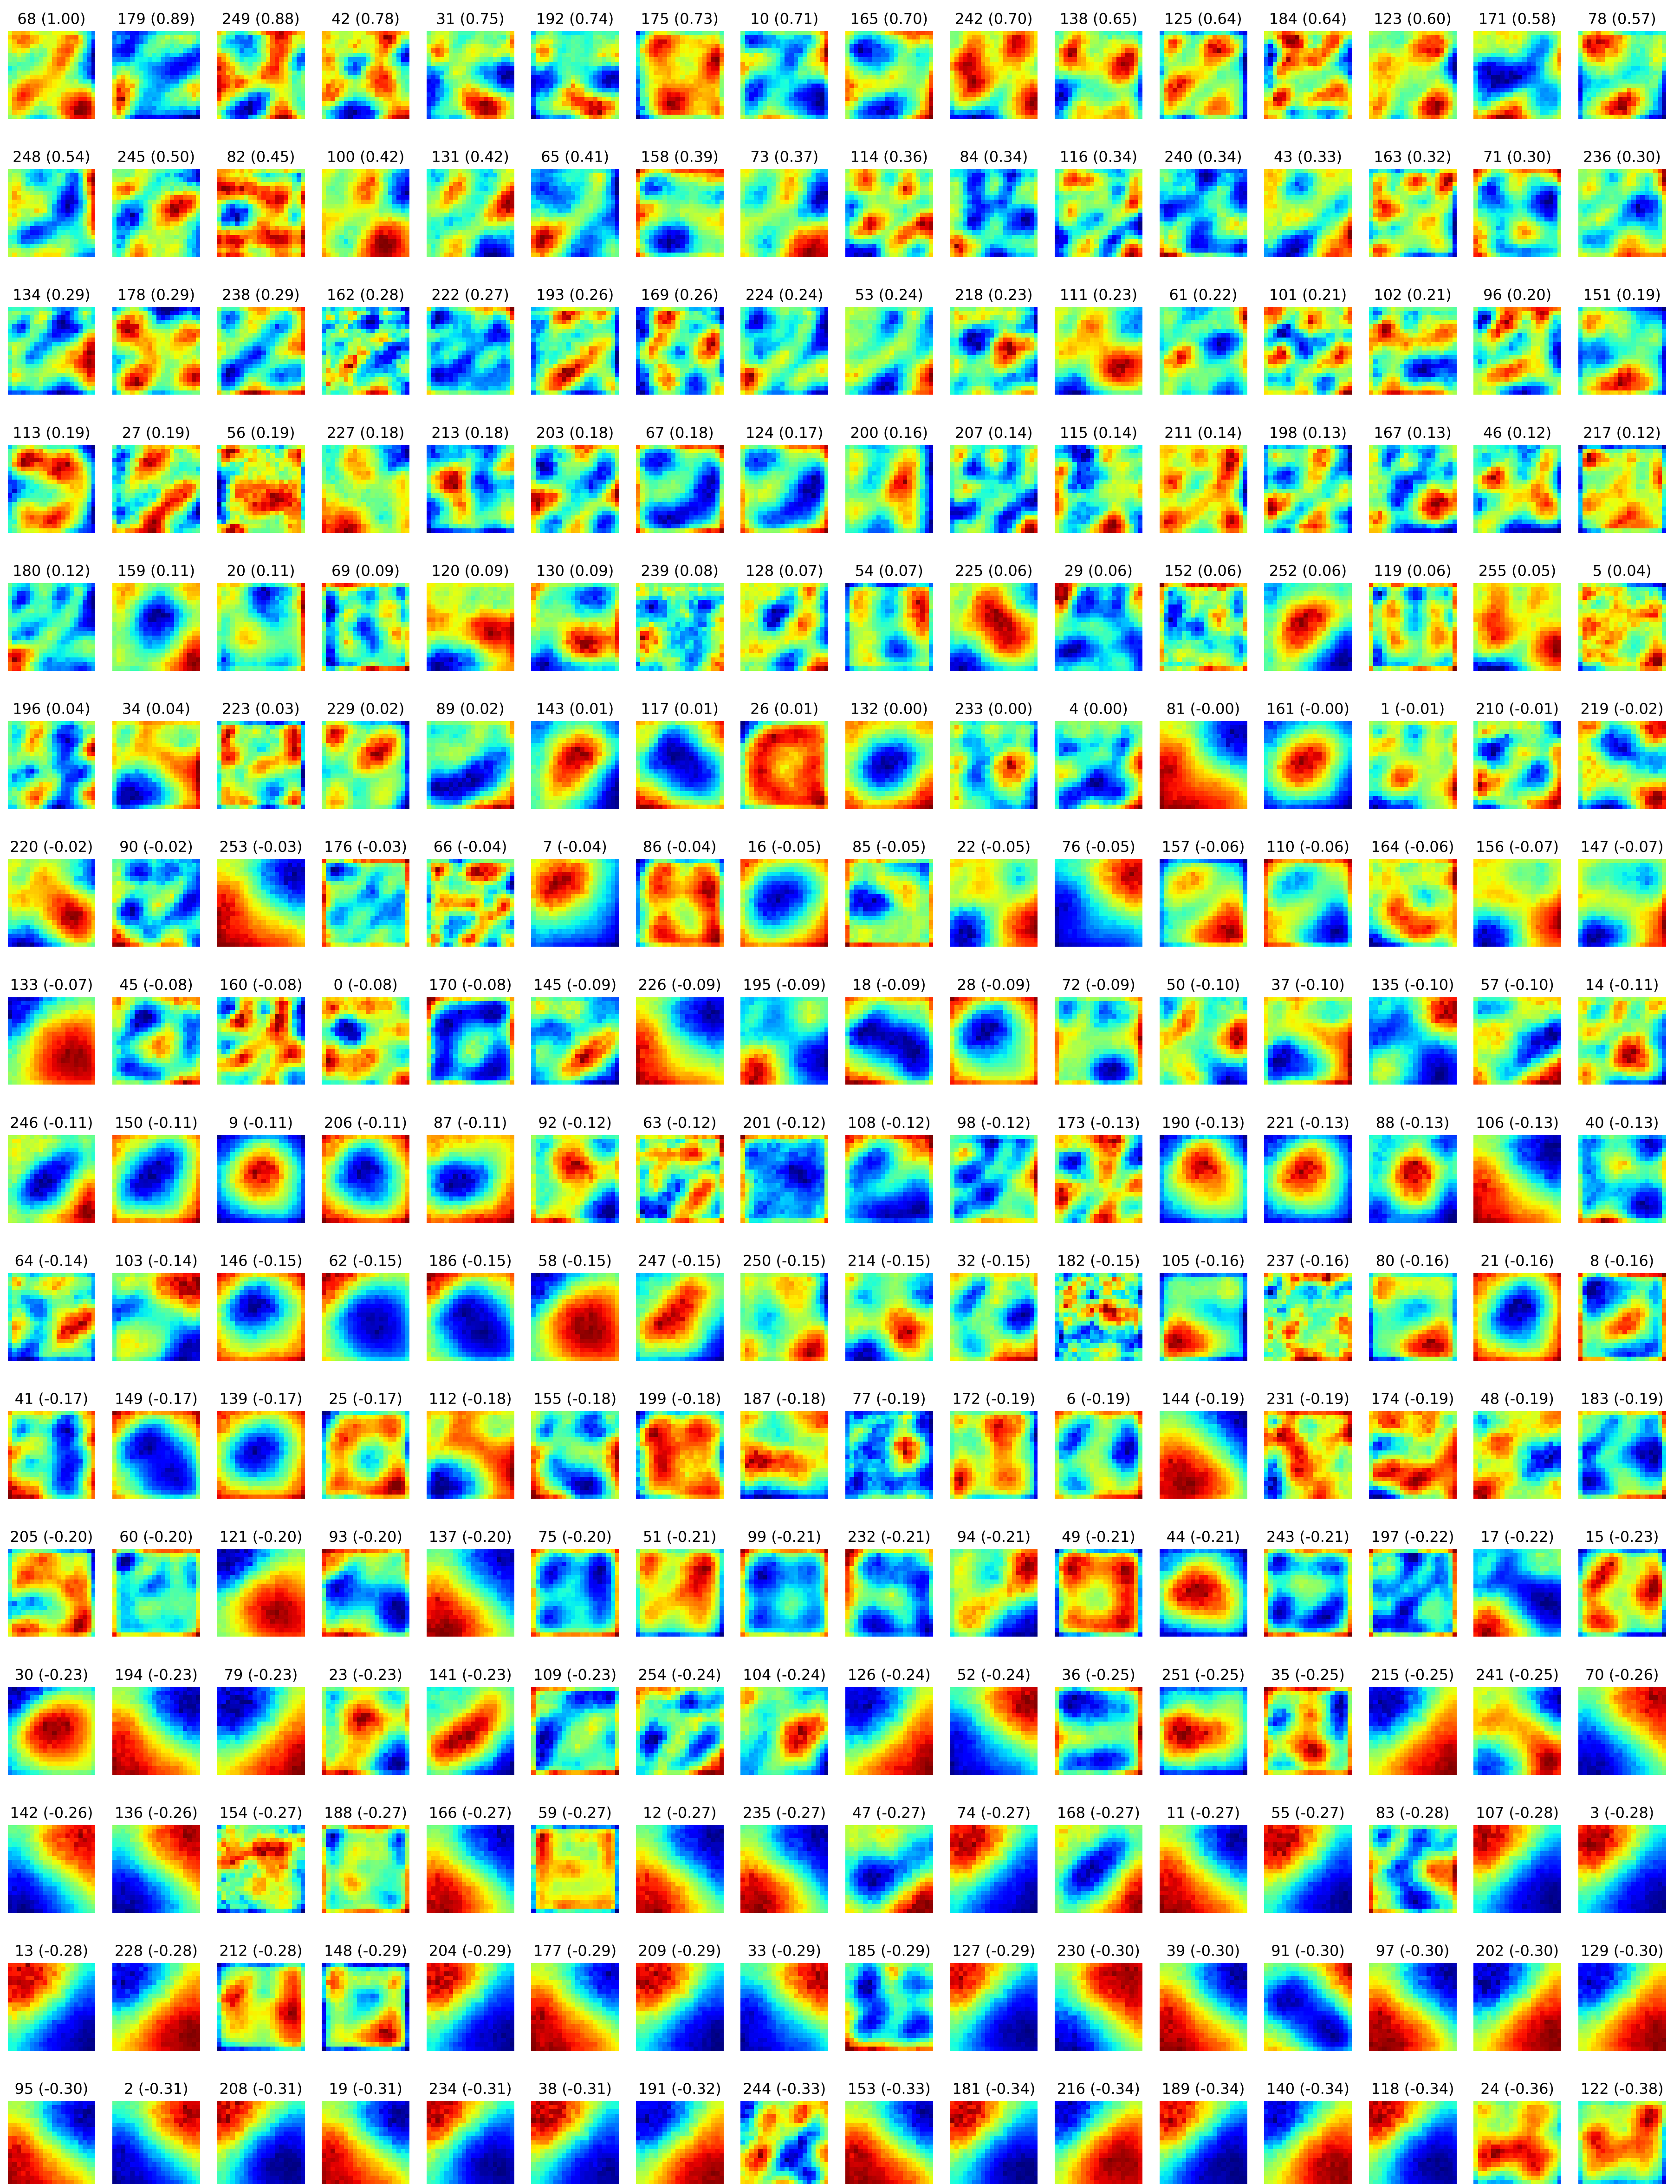 68 (1.00) 179 (0.89) 249 (0.88) 42 (0.78) 31 (0.75) 192 (0.74) 175 (0.73) 10 (0.71) 165 (0.70) 242 (0.70) 138 (0.65) 125 (0.64) 184 (0.64) 123 (0.60) 171 (0.58) 78 (0.57)
248 (0.54) 245 (0.50) 82 (0.45) 100 (0.42) 131 (0.42) 65 (0.41) 158 (0.39) 73 (0.37) 114 (0.36) 84 (0.34) 116 (0.34) 240 (0.34) 43 (0.33) 163 (0.32) 71 (0.30) 236 (0.30)
134 (0.29) 178 (0.29) 238 (0.29) 162 (0.28) 222 (0.27) 193 (0.26) 169 (0.26) 224 (0.24) 53 (0.24) 218 (0.23) 111 (0.23) 61 (0.22) 101 (0.21) 102 (0.21) 96 (0.20) 151 (0.19)
113 (0.19) 27 (0.19) 56 (0.19) 227 (0.18) 213 (0.18) 203 (0.18) 67 (0.18) 124 (0.17) 200 (0.16) 207 (0.14) 115 (0.14) 211 (0.14) 198 (0.13) 167 (0.13) 46 (0.12) 217 (0.12)
180 (0.12) 159 (0.11) 20 (0.11) 69 (0.09) 120 (0.09) 130 (0.09) 239 (0.08) 128 (0.07) 54 (0.07) 225 (0.06) 29 (0.06) 152 (0.06) 252 (0.06) 119 (0.06) 255 (0.05) 5 (0.04)
196 (0.04) 34 (0.04) 223 (0.03) 229 (0.02) 89 (0.02) 143 (0.01) 117 (0.01) 26 (0.01) 132 (0.00) 233 (0.00) 4 (0.00) 81 (-0.00) 161 (-0.00) 1 (-0.01) 210 (-0.01) 219 (-0.02)
220 (-0.02) 90 (-0.02) 253 (-0.03) 176 (-0.03) 66 (-0.04) 7 (-0.04) 86 (-0.04) 16 (-0.05) 85 (-0.05) 22 (-0.05) 76 (-0.05) 157 (-0.06) 110 (-0.06) 164 (-0.06) 156 (-0.07) 147 (-0.07)
133 (-0.07) 45 (-0.08) 160 (-0.08) 0 (-0.08) 170 (-0.08) 145 (-0.09) 226 (-0.09) 195 (-0.09) 18 (-0.09) 28 (-0.09) 72 (-0.09) 50 (-0.10) 37 (-0.10) 135 (-0.10) 57 (-0.10) 14 (-0.11)
246 (-0.11) 150 (-0.11) 9 (-0.11) 206 (-0.11) 87 (-0.11) 92 (-0.12) 63 (-0.12) 201 (-0.12) 108 (-0.12) 98 (-0.12) 173 (-0.13) 190 (-0.13) 221 (-0.13) 88 (-0.13) 106 (-0.13) 40 (-0.13)
64 (-0.14) 103 (-0.14) 146 (-0.15) 62 (-0.15) 186 (-0.15) 58 (-0.15) 247 (-0.15) 250 (-0.15) 214 (-0.15) 32 (-0.15) 182 (-0.15) 105 (-0.16) 237 (-0.16) 80 (-0.16) 21 (-0.16) 8 (-0.16)
41 (-0.17) 149 (-0.17) 139 (-0.17) 25 (-0.17) 112 (-0.18) 155 (-0.18) 199 (-0.18) 187 (-0.18) 77 (-0.19) 172 (-0.19) 6 (-0.19) 144 (-0.19) 231 (-0.19) 174 (-0.19) 48 (-0.19) 183 (-0.19)
205 (-0.20) 60 (-0.20) 121 (-0.20) 93 (-0.20) 137 (-0.20) 75 (-0.20) 51 (-0.21) 99 (-0.21) 232 (-0.21) 94 (-0.21) 49 (-0.21) 44 (-0.21) 243 (-0.21) 197 (-0.22) 17 (-0.22) 15 (-0.23)
30 (-0.23) 194 (-0.23) 79 (-0.23) 23 (-0.23) 141 (-0.23) 109 (-0.23) 254 (-0.24) 104 (-0.24) 126 (-0.24) 52 (-0.24) 36 (-0.25) 251 (-0.25) 35 (-0.25) 215 (-0.25) 241 (-0.25) 70 (-0.26)
142 (-0.26) 136 (-0.26) 154 (-0.27) 188 (-0.27) 166 (-0.27) 59 (-0.27) 12 (-0.27) 235 (-0.27) 47 (-0.27) 74 (-0.27) 168 (-0.27) 11 (-0.27) 55 (-0.27) 83 (-0.28) 107 (-0.28) 3 (-0.28)
13 (-0.28) 228 (-0.28) 212 (-0.28) 148 (-0.29) 204 (-0.29) 177 (-0.29) 209 (-0.29) 33 (-0.29) 185 (-0.29) 127 (-0.29) 230 (-0.30) 39 (-0.30) 91 (-0.30) 97 (-0.30) 202 (-0.30) 129 (-0.30)
95 (-0.30) 2 (-0.31) 208 (-0.31) 19 (-0.31) 234 (-0.31) 38 (-0.31) 191 (-0.32) 244 (-0.33) 153 (-0.33) 181 (-0.34) 216 (-0.34) 189 (-0.34) 140 (-0.34) 118 (-0.34) 24 (-0.36) 122 (-0.38)